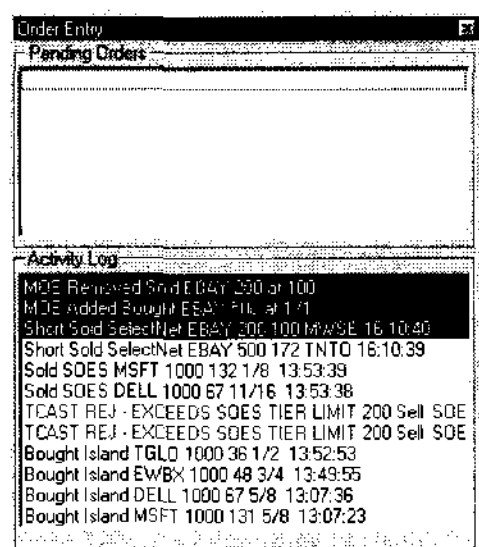 Order Entry
Pending Orders
Activity Log
MOE Removed Sold EBAY 200 at 100
MOE Added Bought EBAY at 171
Short Sold SelectNet EBAY 200 100 MWSE 16:10:40
Short Sold SelectNet EBAY 500 172 TNTO 16:10:39
Sold SOES MSFT 1000 132 1/8 13:53:39
Sold SOES DELL 1000 67 11/16 13:53:38
TCAST REJ - EXCEEDS SOES TIER LIMIT 200 Sell SOE
TCAST REJ - EXCEEDS SOES TIER LIMIT 200 Sell SOE
Bought Island TGLO 1000 36 1/2 13:52:53
Bought Island EWBX 1000 48 3/4 13:49:55
Bought Island DELL 1000 67 5/8 13:07:36
Bought Island MSFT 1000 131 5/8 13:07:23